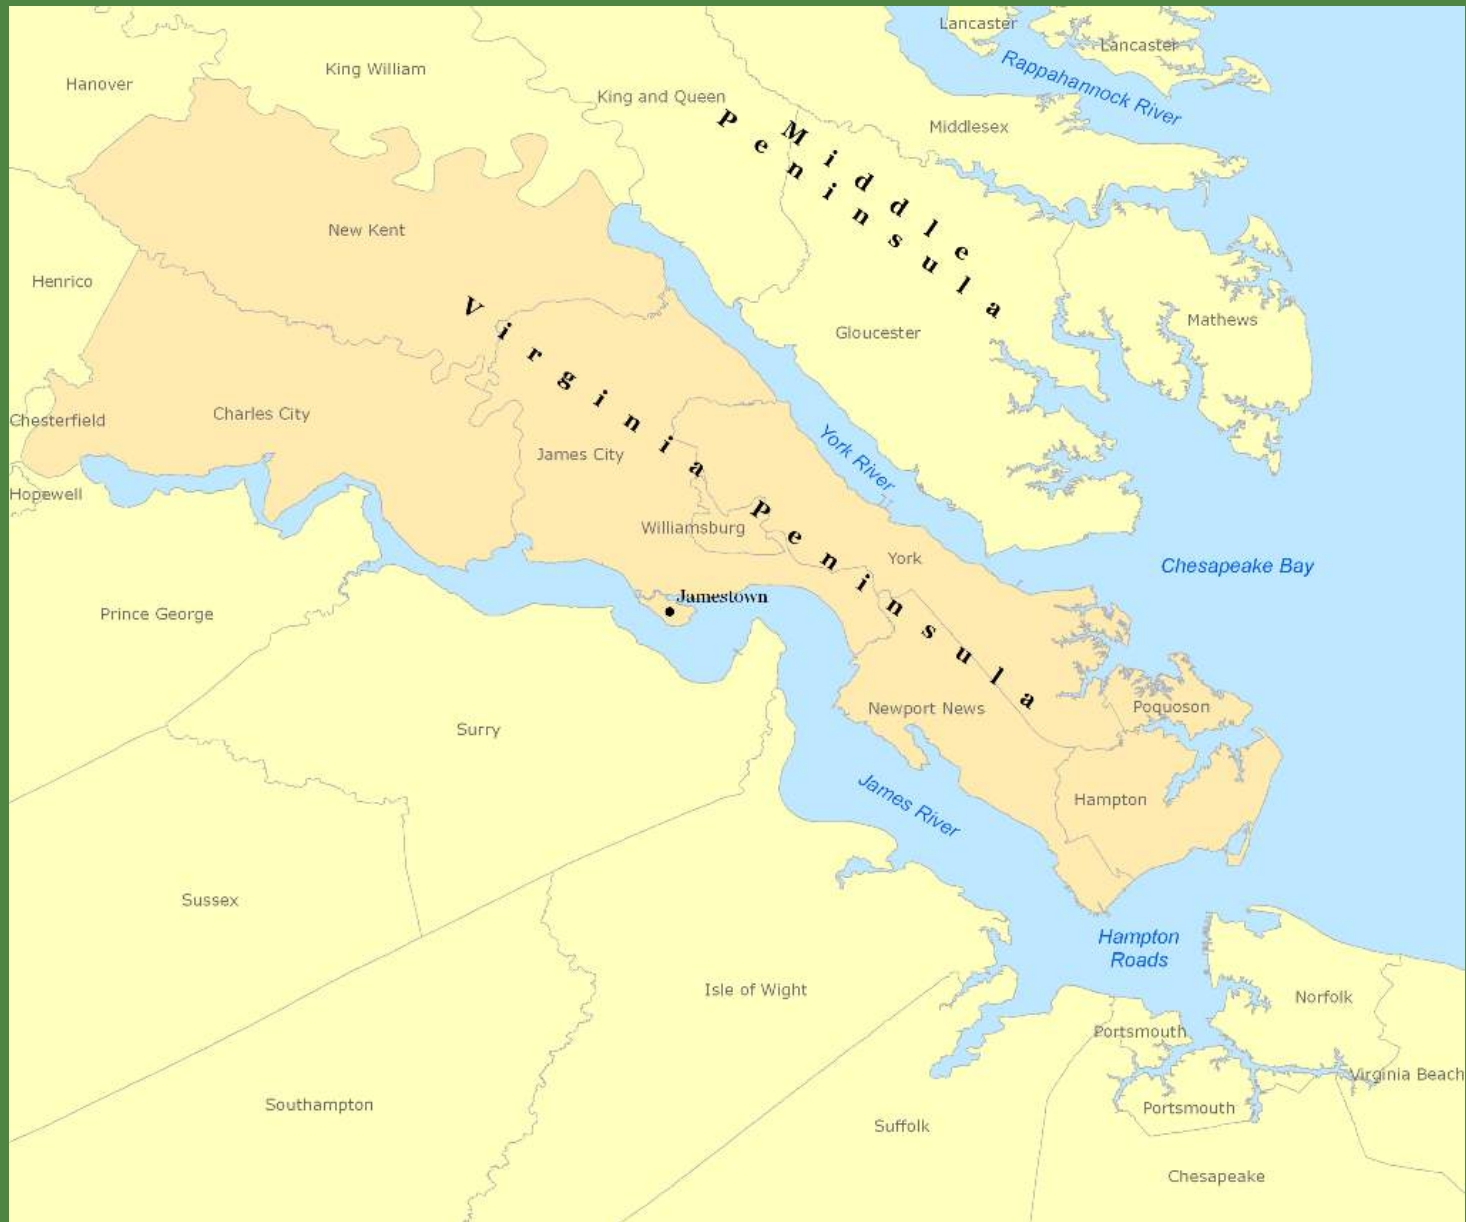 Lancaster
Lancaster
Rappahannock River
Hanover
King William
King and Queen
Middlesex
Middle
Peninsula
New Kent
Henrico
Mathews
Gloucester
Virginia Peninsula
Chesterfield
Charles City
James City
York River
Hopewell
Williamsburg
York
Chesapeake Bay
Jamestown
Prince George
Newport News
Poquoson
Surry
James River
Hampton
Sussex
Hampton
Roads
Isle of Wight
Norfolk
Portsmouth
Virginia Beach
Southampton
Portsmouth
Suffolk
Chesapeake